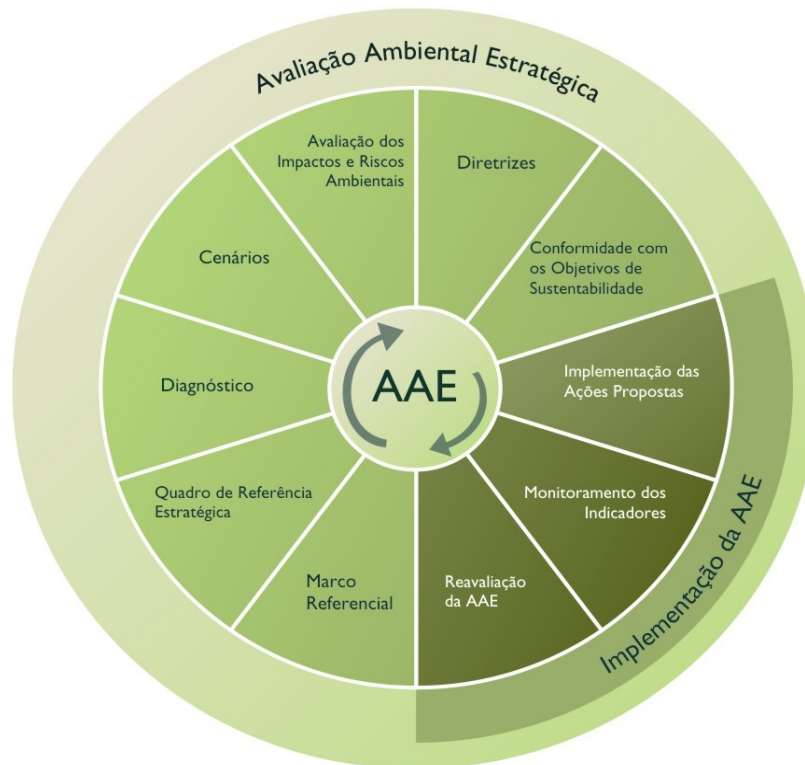 Avaliação Ambiental Estratégica
Avaliação dos
Impactos e Riscos
Ambientais
Diretrizes
Conformidade com
os Objetivos de
Sustentabilidade
Cenários
Diagnóstico
AAE
Implementação das
Ações Propostas
Quadro de Referência
Estratégica
Monitoramento dos
Indicadores
Marco
Referencial
Reavaliação
da AAE
Implementação da AAE